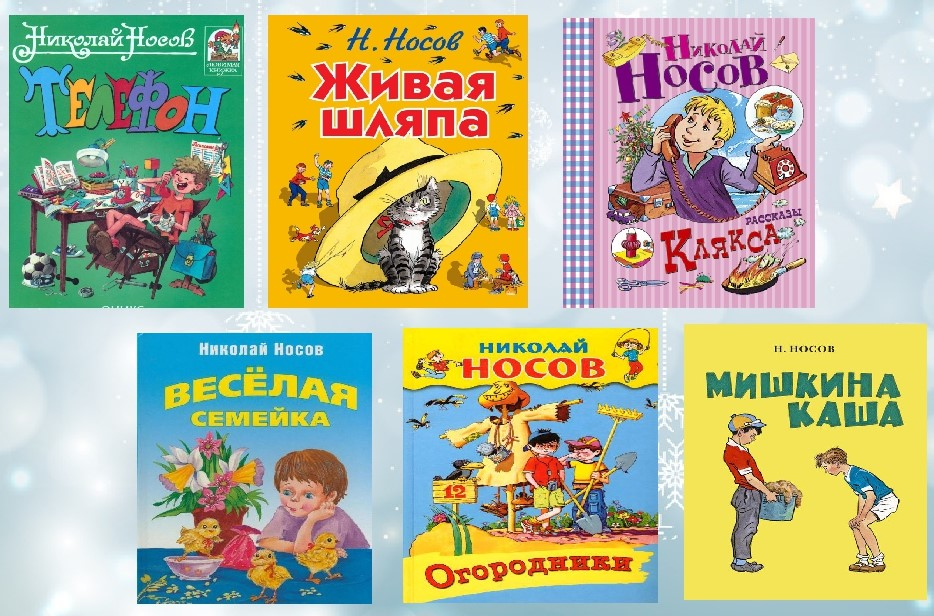 Николай Носов
ТЕЛЕФОН
Н. Носов
Живая
шляпа
Николай
Носов
РАССКАЗЫ
Клякса
Николай Носов
ВЕСЁЛАЯ
СЕМЕЙКА
НИКОЛАЙ
НОСОВ
12
Огородники
Н. НОСОВ
МИШКИНА
КАША